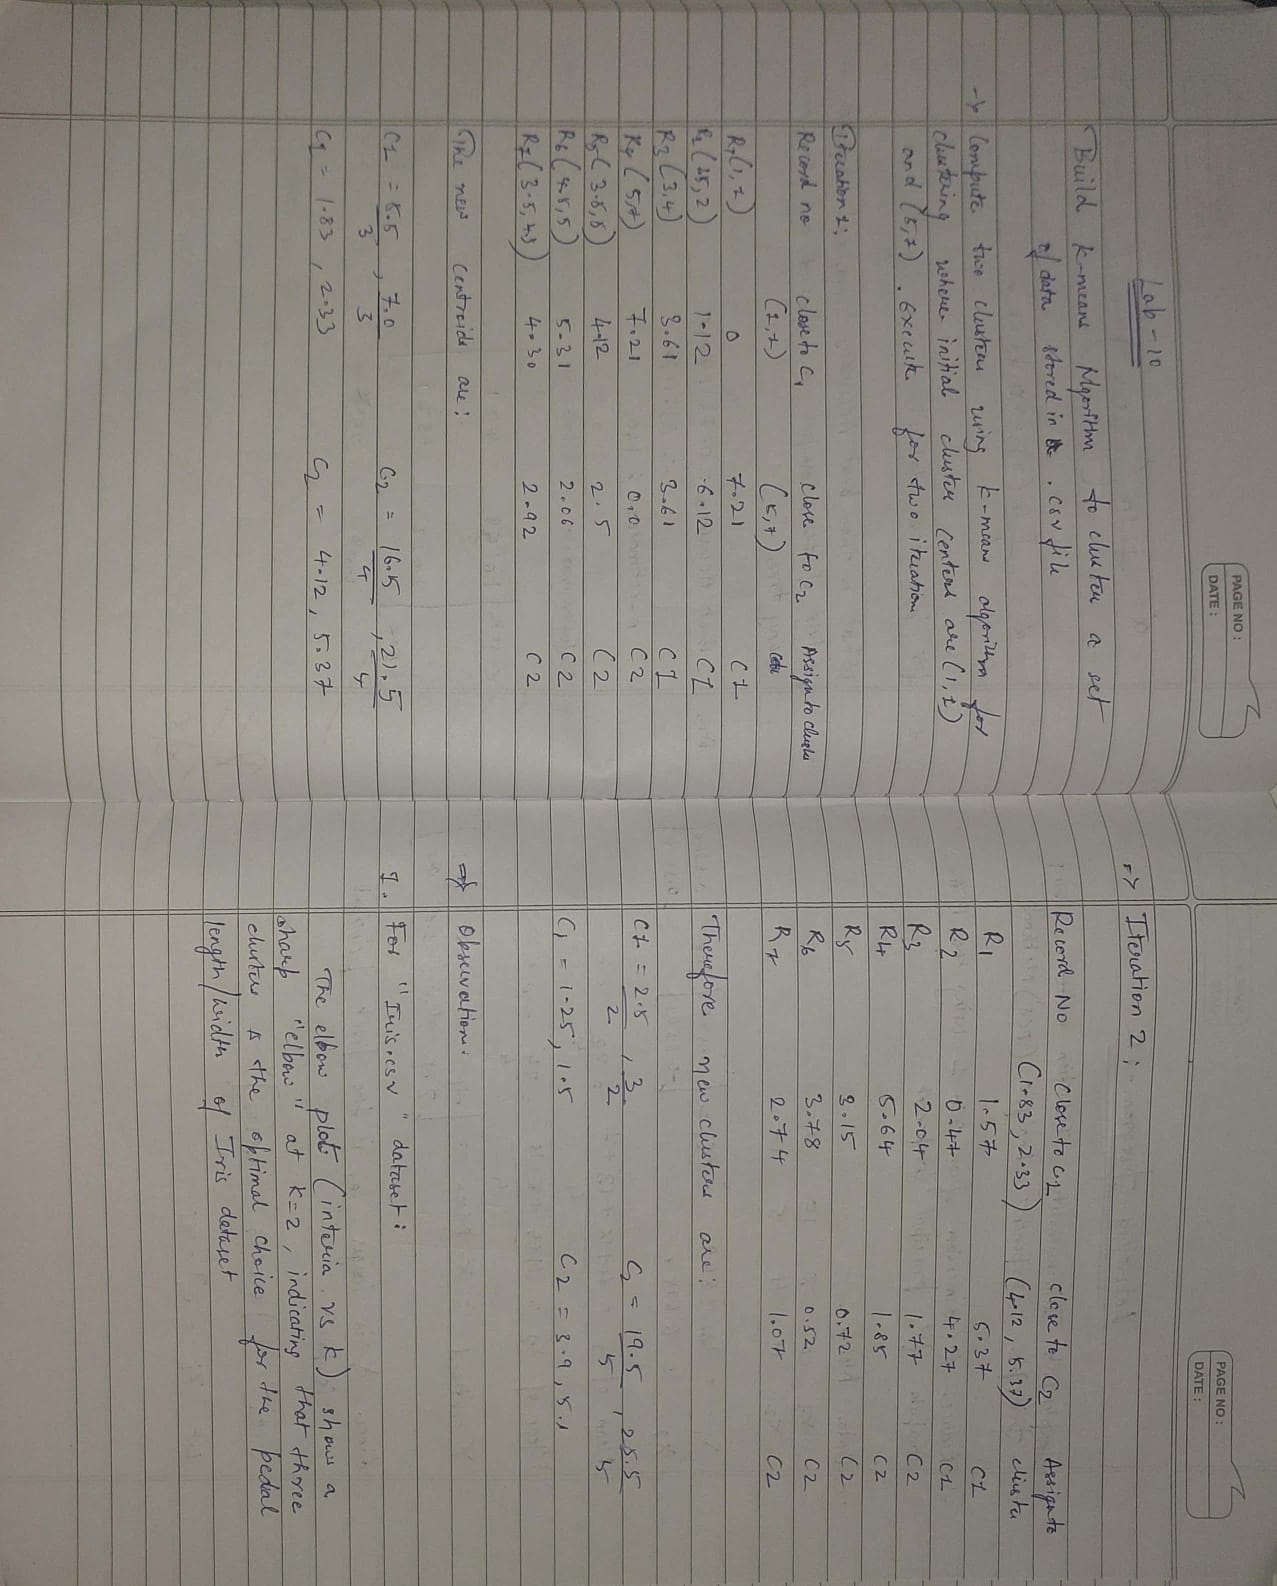 PAGE NO :
DATE :
Lab-10
Build k-means Algorithm to cluster a set
of data stored in . csv file
→ Compute two clusters using k-mean algorithm for
clustering where initial cluster centers are (1,1)
and (5,7) . Execute for two iteration
Iteration 1:
Record no close to C1 close to C2 Assign to cluster
(1,1) (5,7)
R1(1,1) 0 7.21 C1
R2(1.5,2) 1.12 6.12 C1
R3(3,4) 3.61 3.61 C1
R4(5,7) 7.21 0.0 C2
R5(3.5,5) 4.12 2.5 C2
R6(4.5,5) 5.31 2.06 C2
R7(3.5,4.5) 4.30 2.92 C2
The new centroids are:
C1 = 5.5 , 7.0 C2 = 16.5 , 21.5
3 3 4 4
C1 = 1.83 , 2.33 C2 = 4.12, 5.37
PAGE NO :
DATE :
=> Iteration 2 :
Record No Close to C1 close to C2 Assign to
(1.83, 2.33) (4.12, 5.37) cluster
R1 1.57 5.37 C1
R2 0.47 4.27 C1
R3 2.04 1.77 C2
R4 5.64 1.85 C2
R5 3.15 0.72 C2
R6 3.78 0.52 C2
R7 2.74 1.07 C2
Therefore new clusters are:
C1 = 2.5 , 3 C2 = 19.5 , 25.5
2 2 5 5
C1 = 1.25, 1.5 C2 = 3.9, 5.1
=> Observation:
1. For "Iris.csv" dataset:
The elbow plot (interia vs k) shows a
sharp "elbow" at k=2, indicating that three
clusters is the optimal choice for the pedal
length/width of Iris dataset